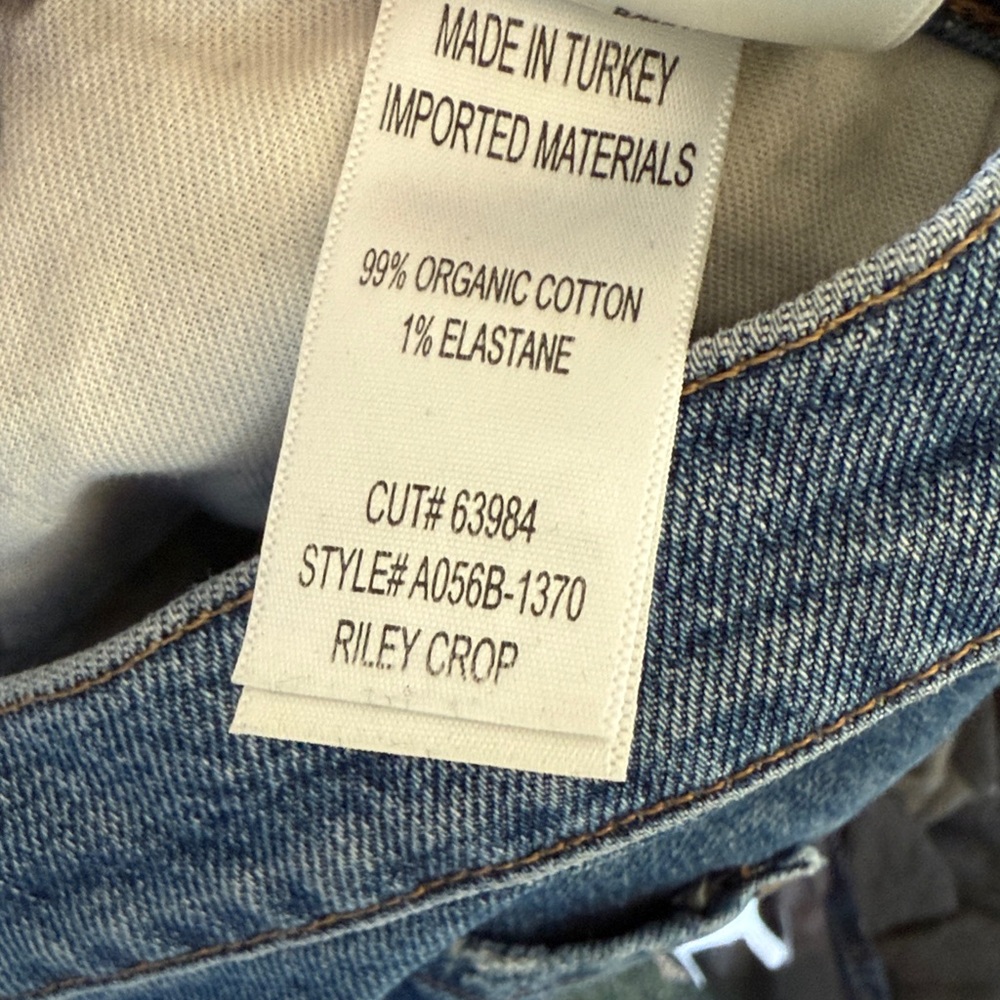 MADE IN TURKEY
IMPORTED MATERIALS
99% ORGANIC COTTON
1% ELASTANE
CUT# 63984
STYLE# A056B-1370
RILEY CROP